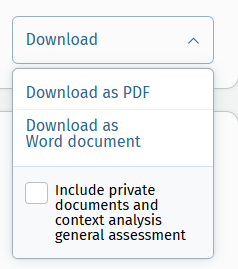 Download
Download as PDF
Download as
Word document
Include private
documents and
context analysis
general assessment